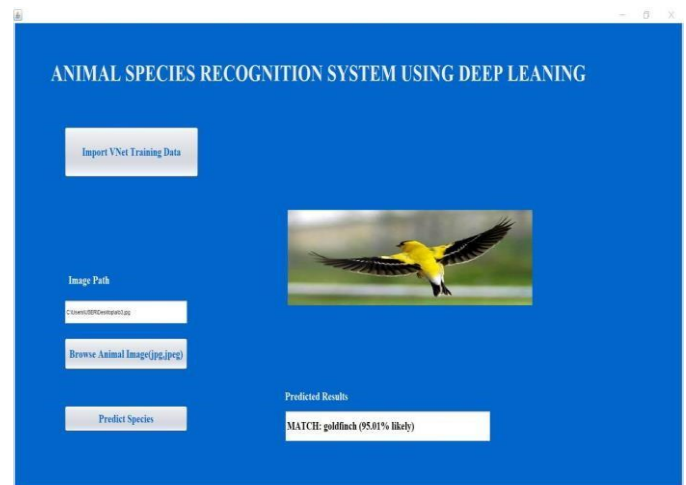 ANIMAL SPECIES RECOGNITION SYSTEM USING DEEP LEANING
Import VNet Training Data
Image Path
Browse Animal Image(jpg,jpeg)
Predict Species
Predicted Results
MATCH: goldfinch (95.01% likely)